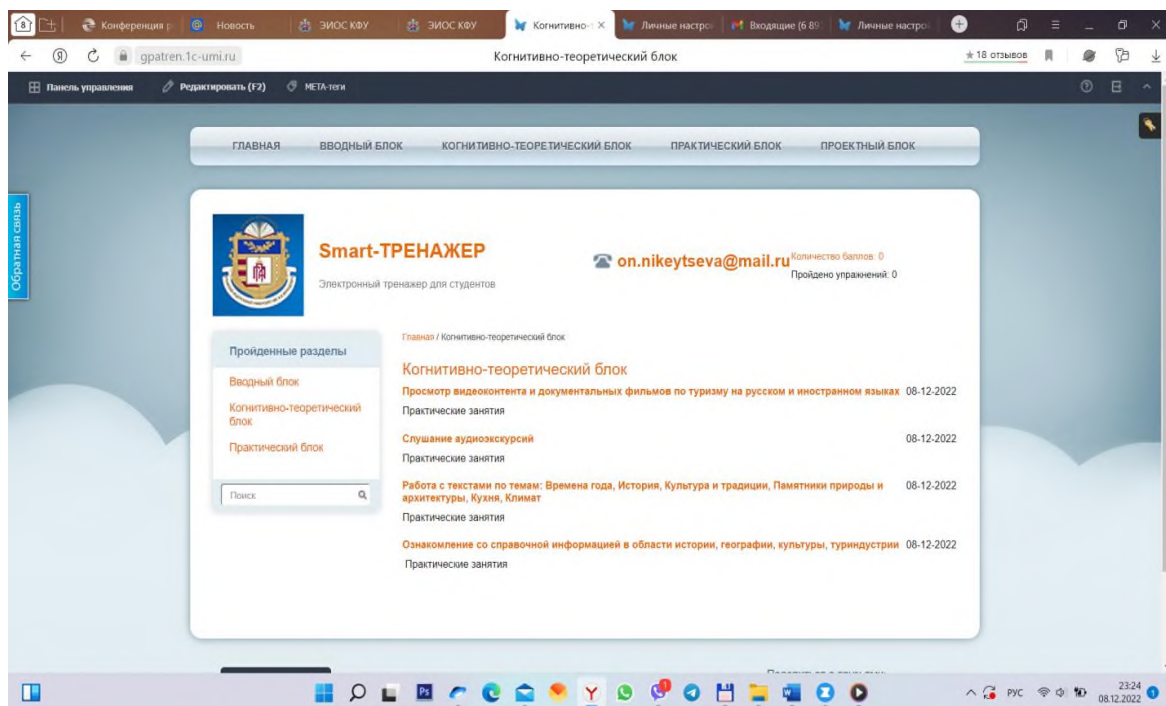 8 Конференция р Новость ЭИОС КФУ ЭИОС КФУ Когнитивно-т Личные настрой Входящие (6 89 Личные настрой
gpatren.1c-umi.ru Когнитивно-теоретический блок 18 отзывов
Панель управления Редактировать (F2) META-теги
ГЛАВНАЯ ВВОДНЫЙ БЛОК КОГНИТИВНО-ТЕОРЕТИЧЕСКИЙ БЛОК ПРАКТИЧЕСКИЙ БЛОК ПРОЕКТНЫЙ БЛОК
Обратная связь
Smart-ТРЕНАЖЕР
Электронный тренажер для студентов
on.nikeytseva@mail.ru
Количество баллов: 0
Пройдено упражнений: 0
Пройденные разделы
Вводный блок
Когнитивно-теоретический
блок
Практический блок
Поиск
Главная / Когнитивно-теоретический блок
Когнитивно-теоретический блок
Просмотр видеоконтента и документальных фильмов по туризму на русском и иностранном языках 08-12-2022
Практические занятия
Слушание аудиоэкскурсий 08-12-2022
Практические занятия
Работа с текстами по темам: Времена года, История, Культура и традиции, Памятники природы и 08-12-2022
архитектуры, Кухня, Климат
Практические занятия
Ознакомление со справочной информацией в области истории, географии, культуры, туриндустрии 08-12-2022
Практические занятия
РУС 23:24
08.12.2022 1